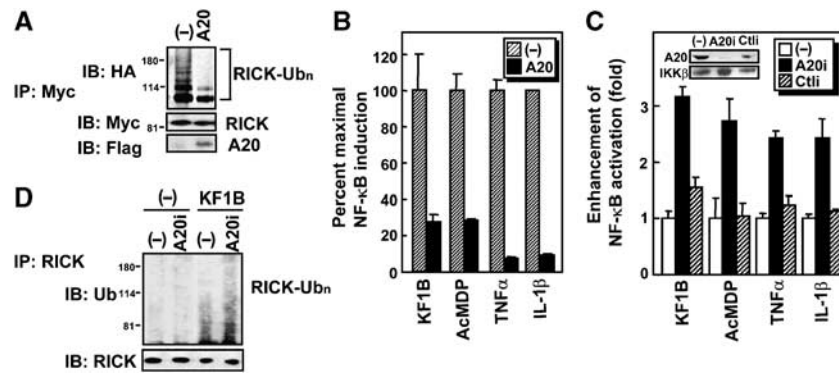 A
(–)
A20
180
IB: HA
114
RICK-Ubn
IP: Myc
IB: Myc
81
RICK
IB: Flag
A20
B
(–)
A20
Percent maximal
NF-κB induction
120
100
80
60
40
20
0
KF1B
AcMDP
TNFα
IL-1β
C
(–) A20i Ctli
A20
IKKβ
(–)
A20i
Ctli
Enhancement of
NF-κB activation (fold)
3
2
1
0
KF1B
AcMDP
TNFα
IL-1β
D
(–) KF1B
(–) A20i (–) A20i
IP: RICK
180
IB: Ub
114
RICK-Ubn
81
IB: RICK